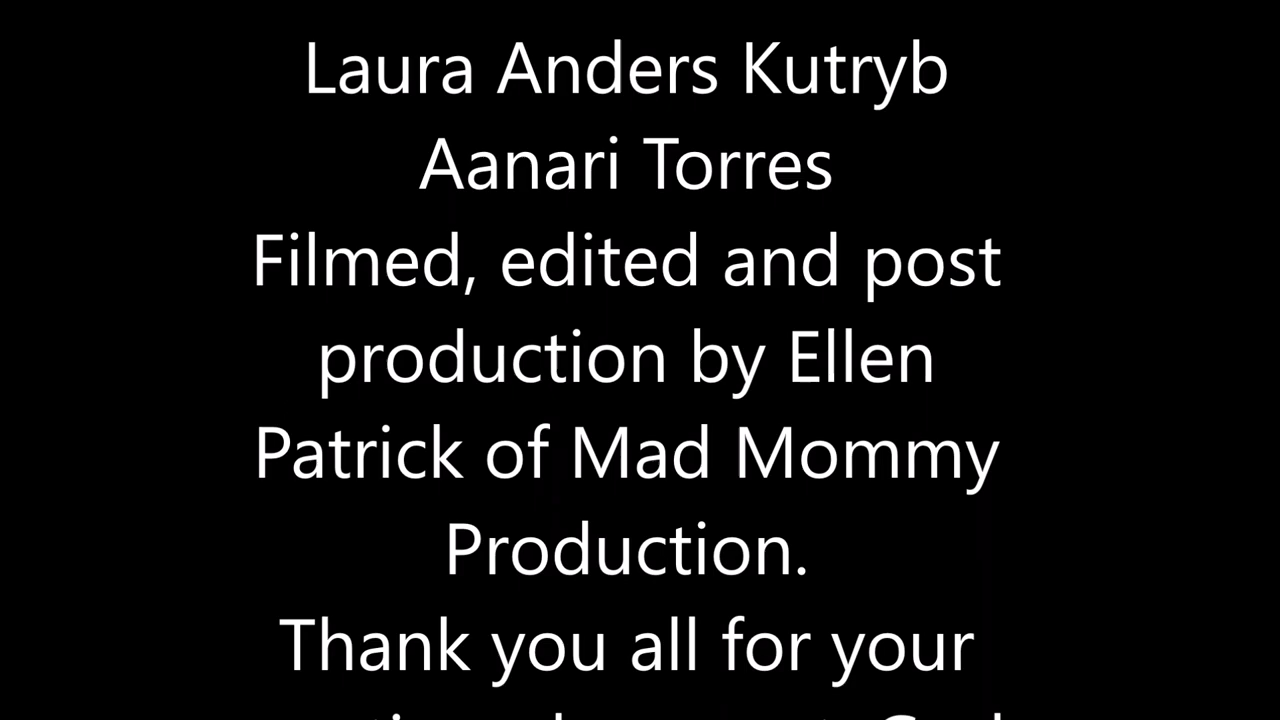 Laura Anders Kutryb
Aanari Torres
Filmed, edited and post
production by Ellen
Patrick of Mad Mommy
Production.
Thank you all for your